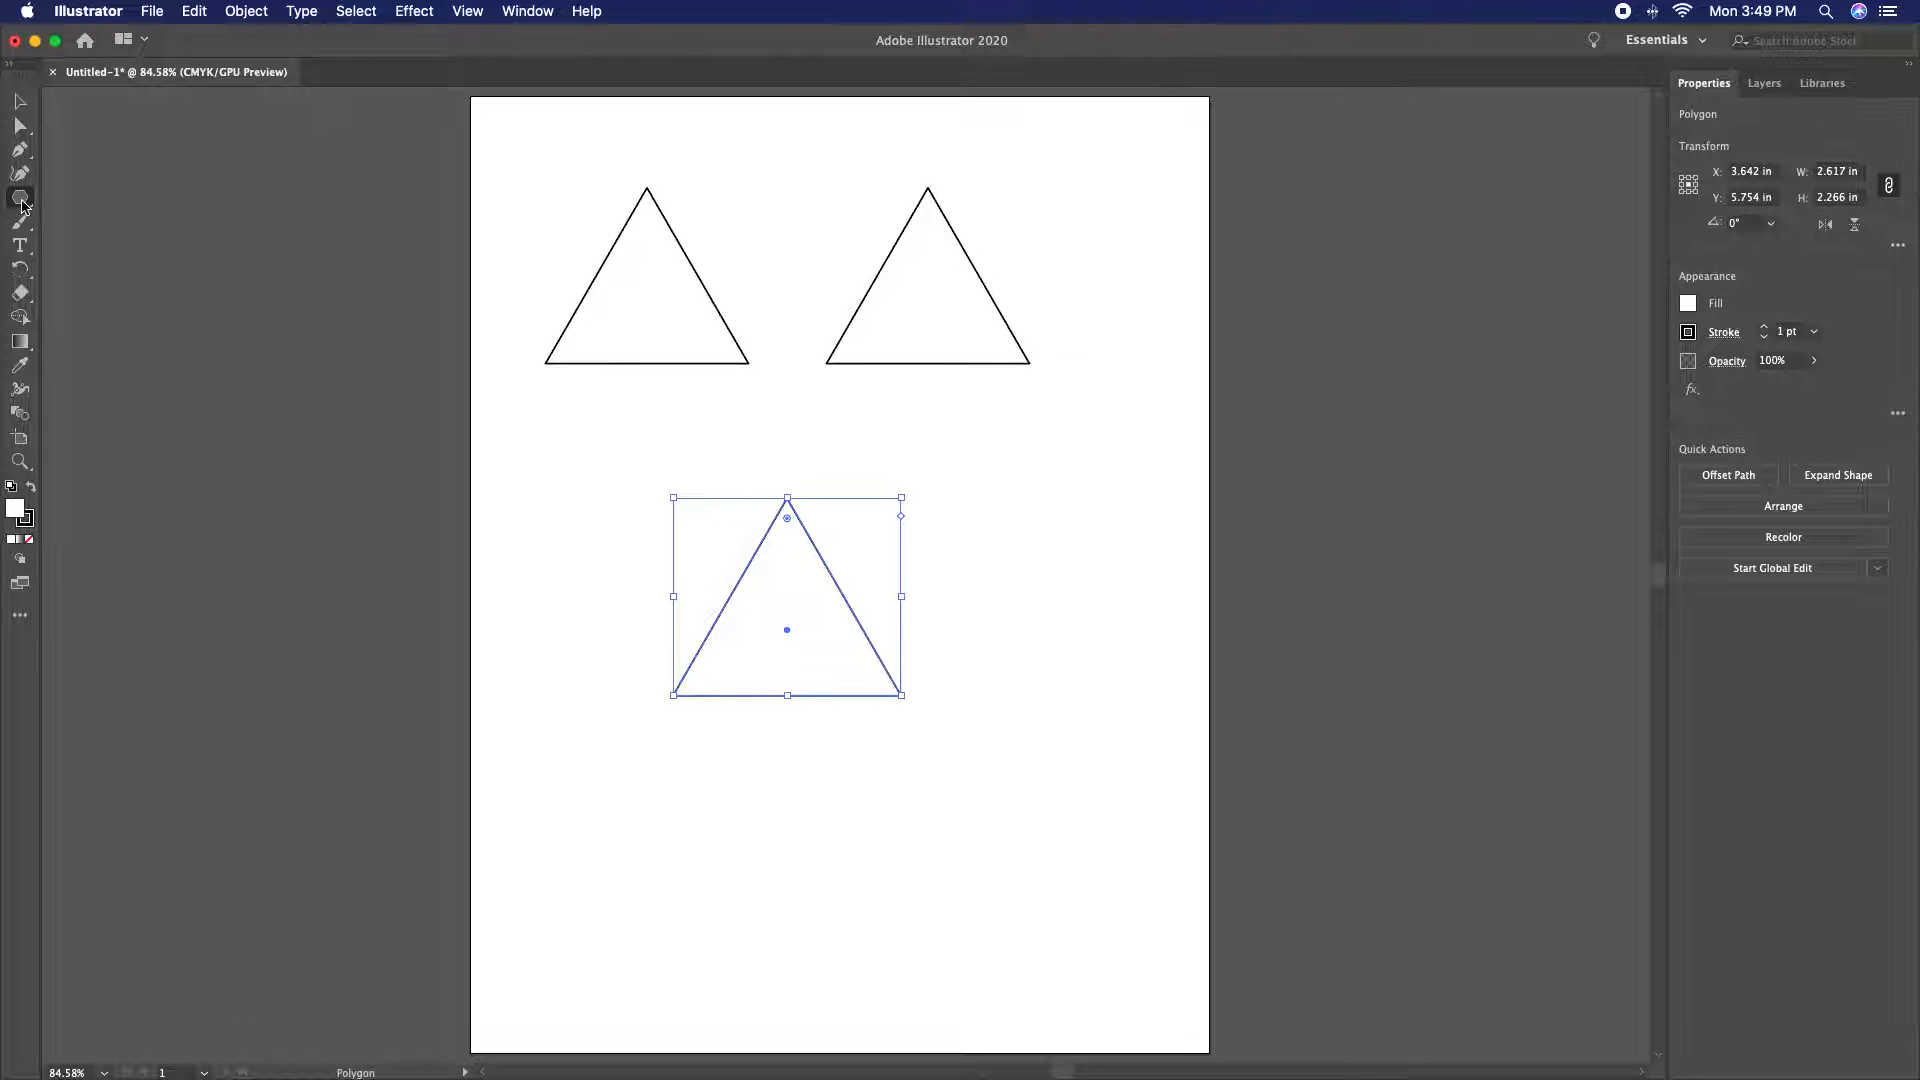 Illustrator File Edit Object Type Select Effect View Window Help Mon 3:49 PM
Adobe Illustrator 2020 Essentials Search Adobe Stock
× Untitled-1* @ 84.58% (CMYK/GPU Preview)
Properties Layers Libraries
Polygon
Transform
X: 3.642 in W: 2.617 in
Y: 5.754 in H: 2.266 in
0°
Appearance
Fill
Stroke 1 pt
Opacity 100%
fx.
Quick Actions
Offset Path Expand Shape
Arrange
Recolor
Start Global Edit
84.58% 1 Polygon